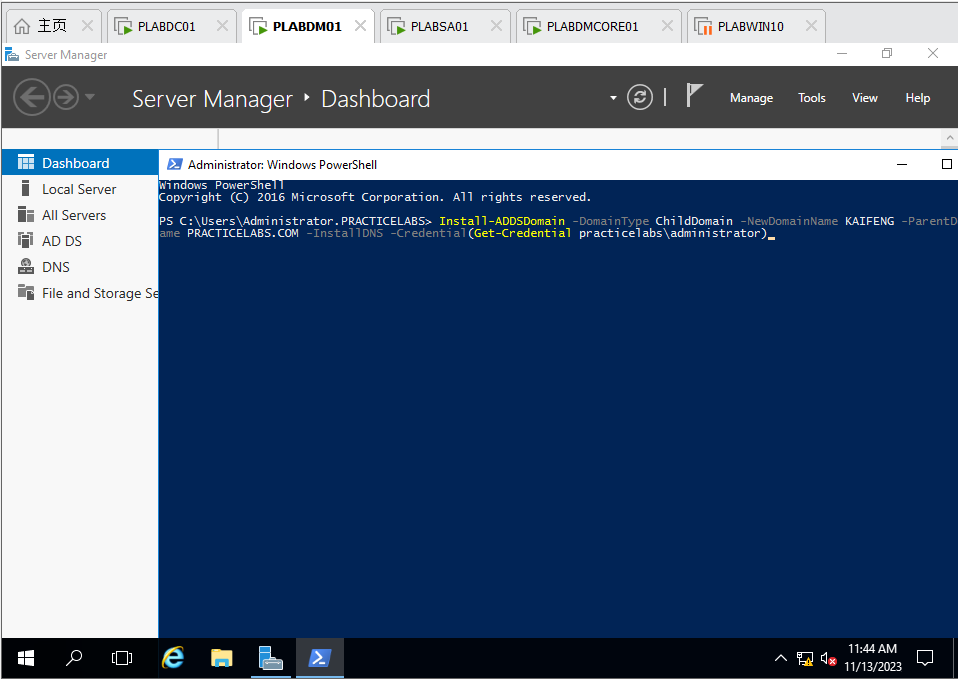 主页
PLABDC01
PLABDM01
PLABSA01
PLABDMCORE01
PLABWIN10
Server Manager
Server Manager ‣ Dashboard
Manage
Tools
View
Help
Dashboard
Local Server
All Servers
AD DS
DNS
File and Storage Se
Administrator: Windows PowerShell
Windows PowerShell
Copyright (C) 2016 Microsoft Corporation. All rights reserved.
PS C:\Users\Administrator.PRACTICELABS> Install-ADDSDomain -DomainType ChildDomain -NewDomainName KAIFENG -ParentD
ame PRACTICELABS.COM -InstallDNS -Credential(Get-Credential practicelabs\administrator)_
11:44 AM
11/13/2023